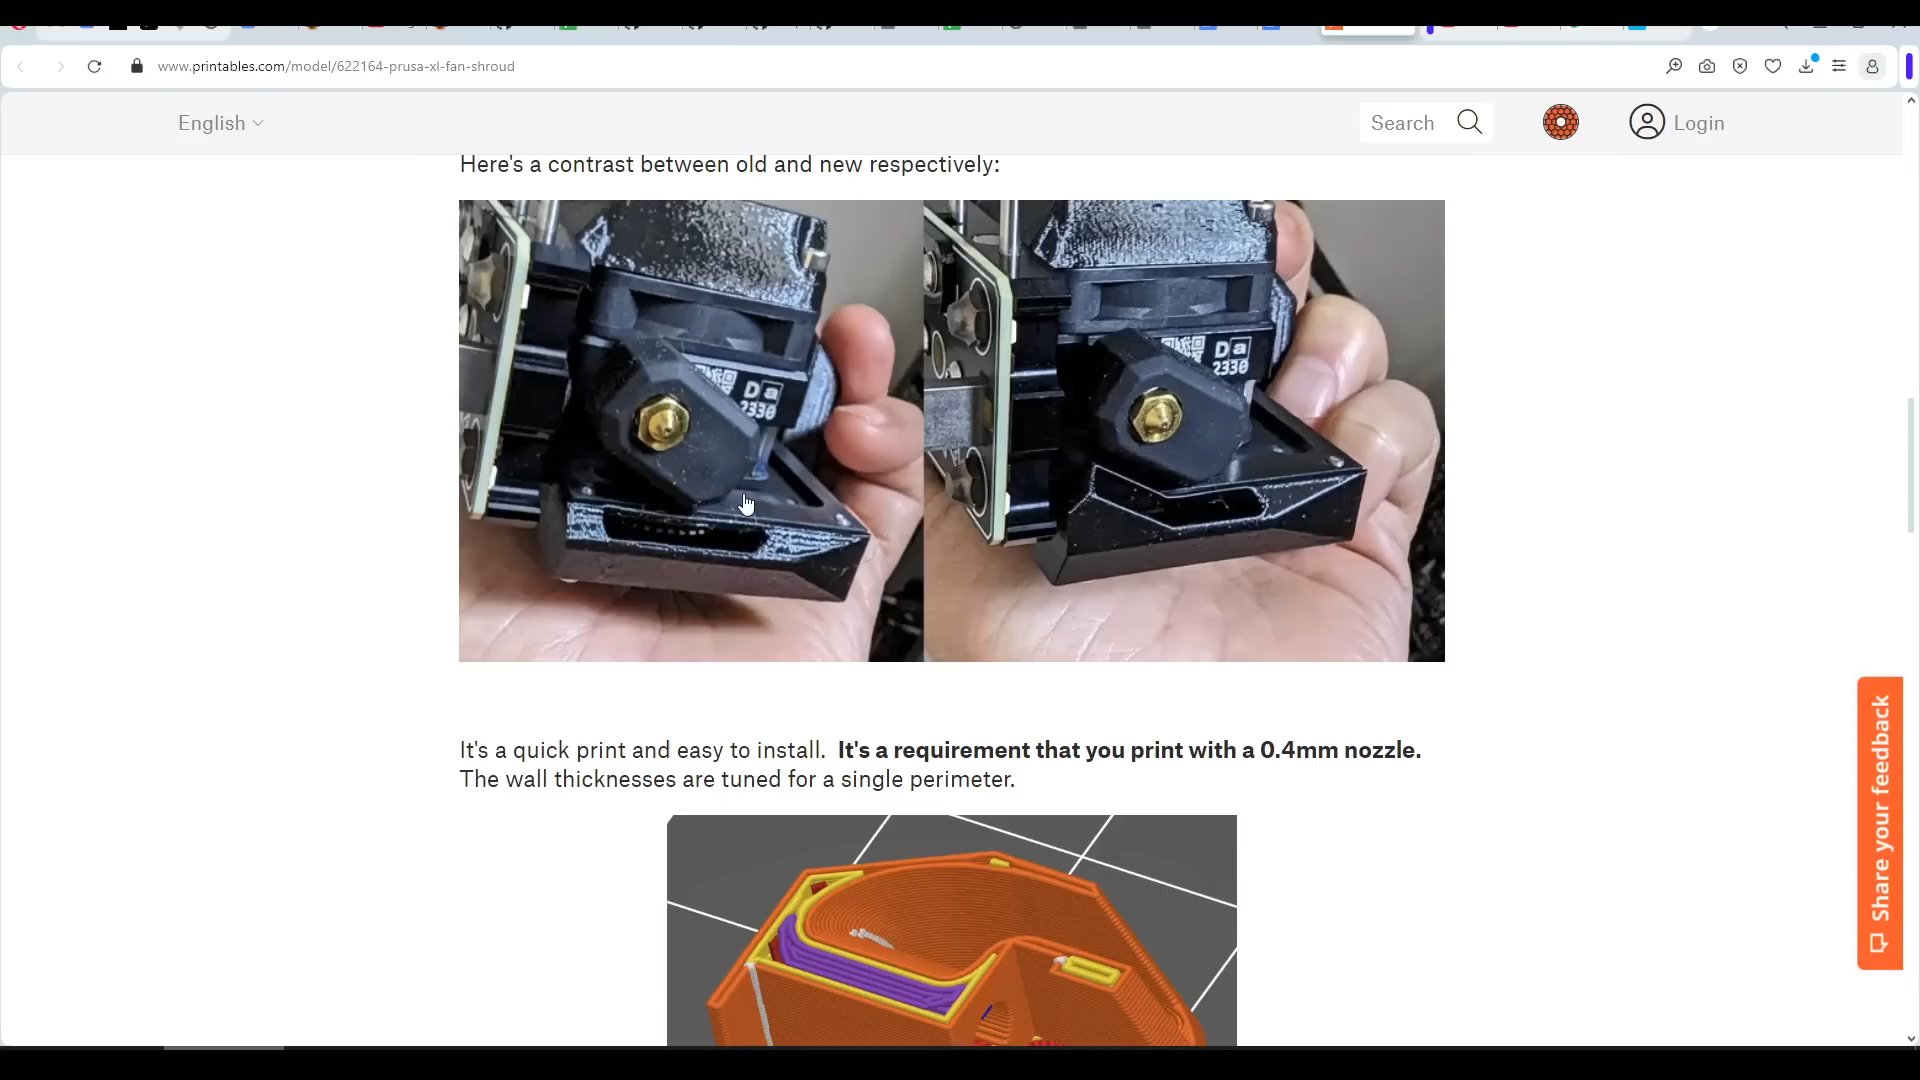 www.printables.com/model/622164-prusa-xl-fan-shroud
English
Search
Login
Here's a contrast between old and new respectively:
Da
2330
Da
2330
It's a quick print and easy to install. It's a requirement that you print with a 0.4mm nozzle.
The wall thicknesses are tuned for a single perimeter.
Share your feedback